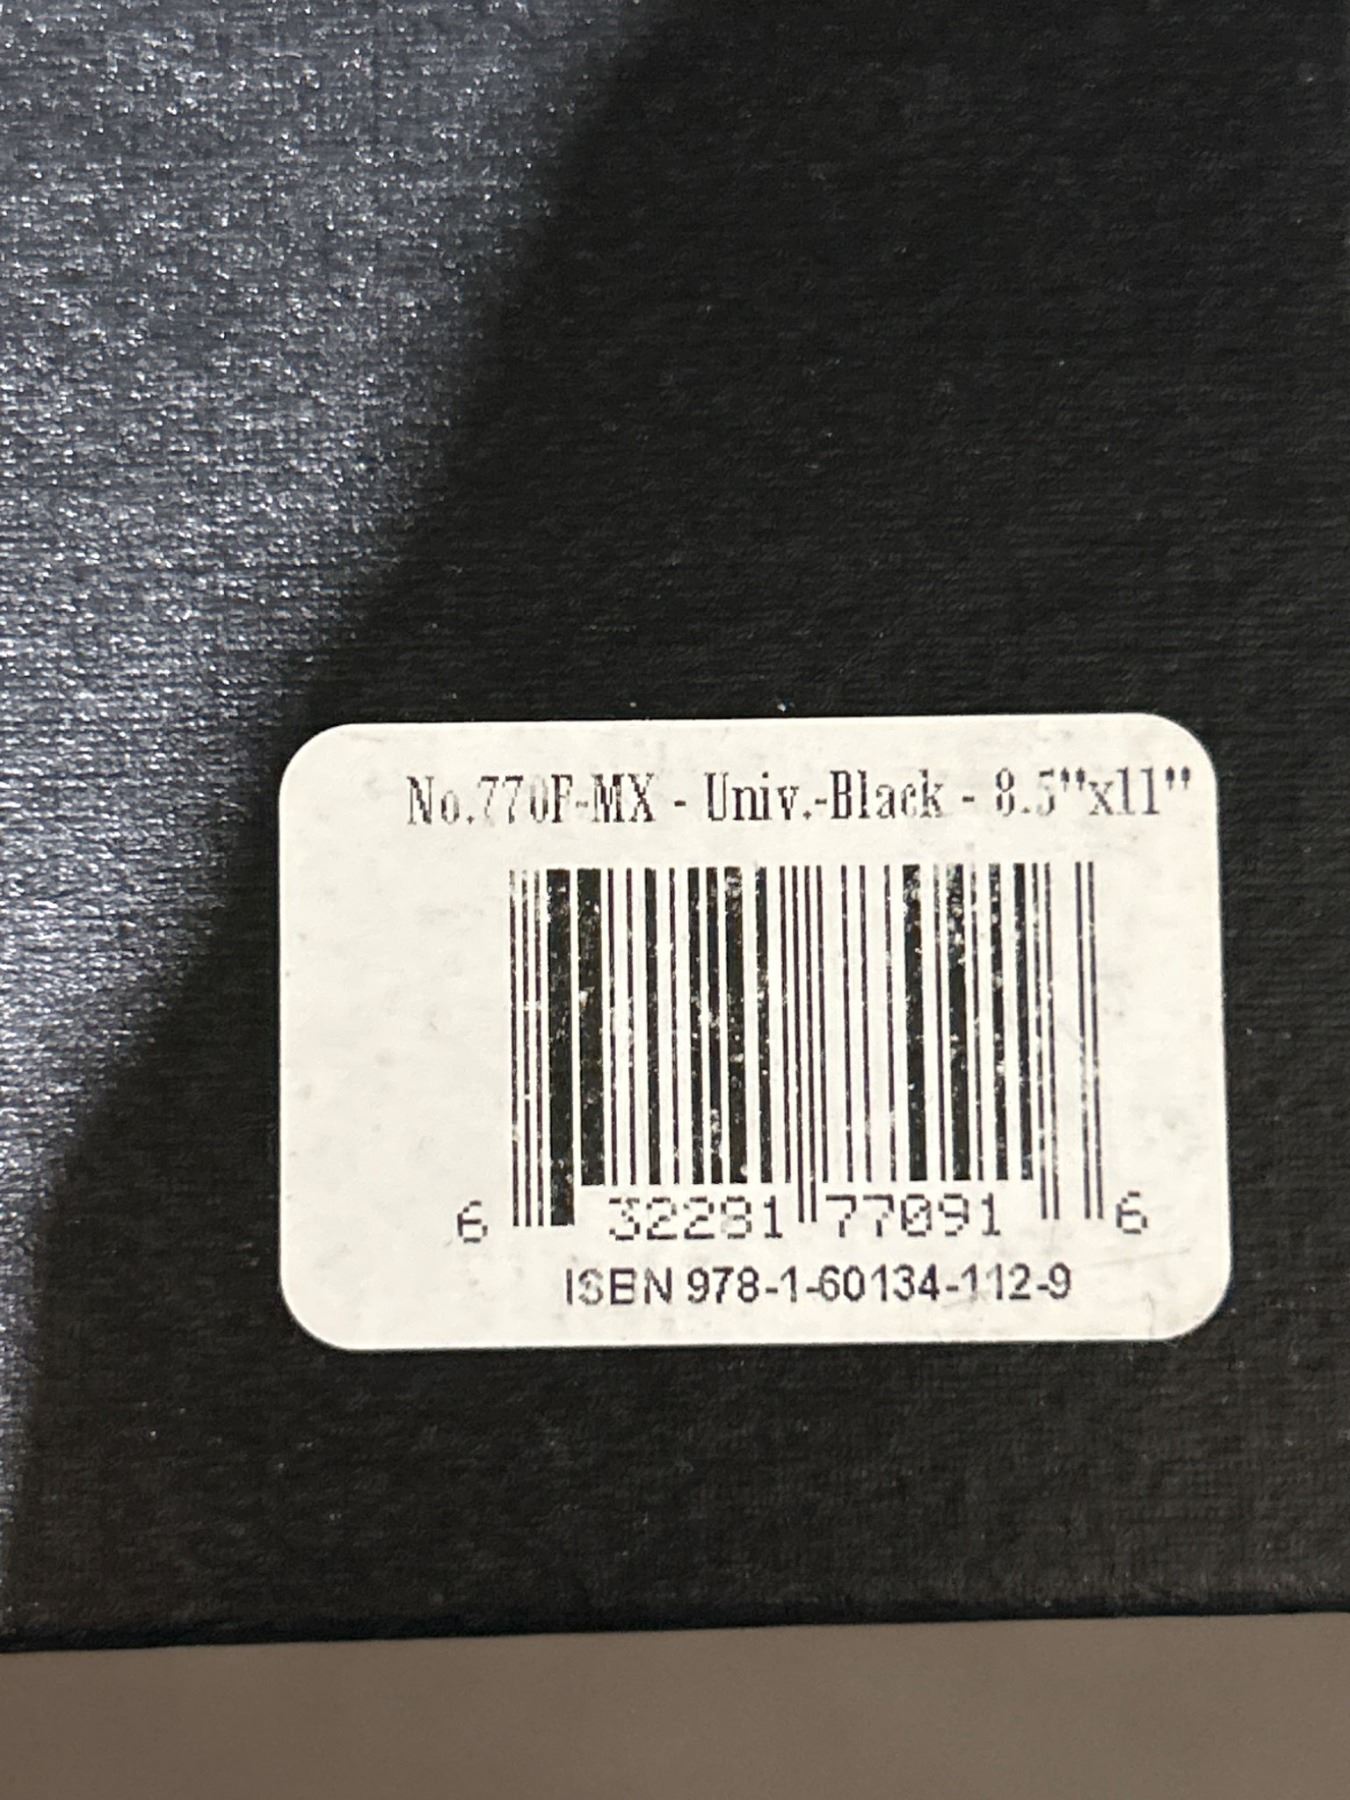 No.770F-MX - Univ.-Black - 8.5"x11"
6 32281 77091 6
ISBN 978-1-60134-112-9